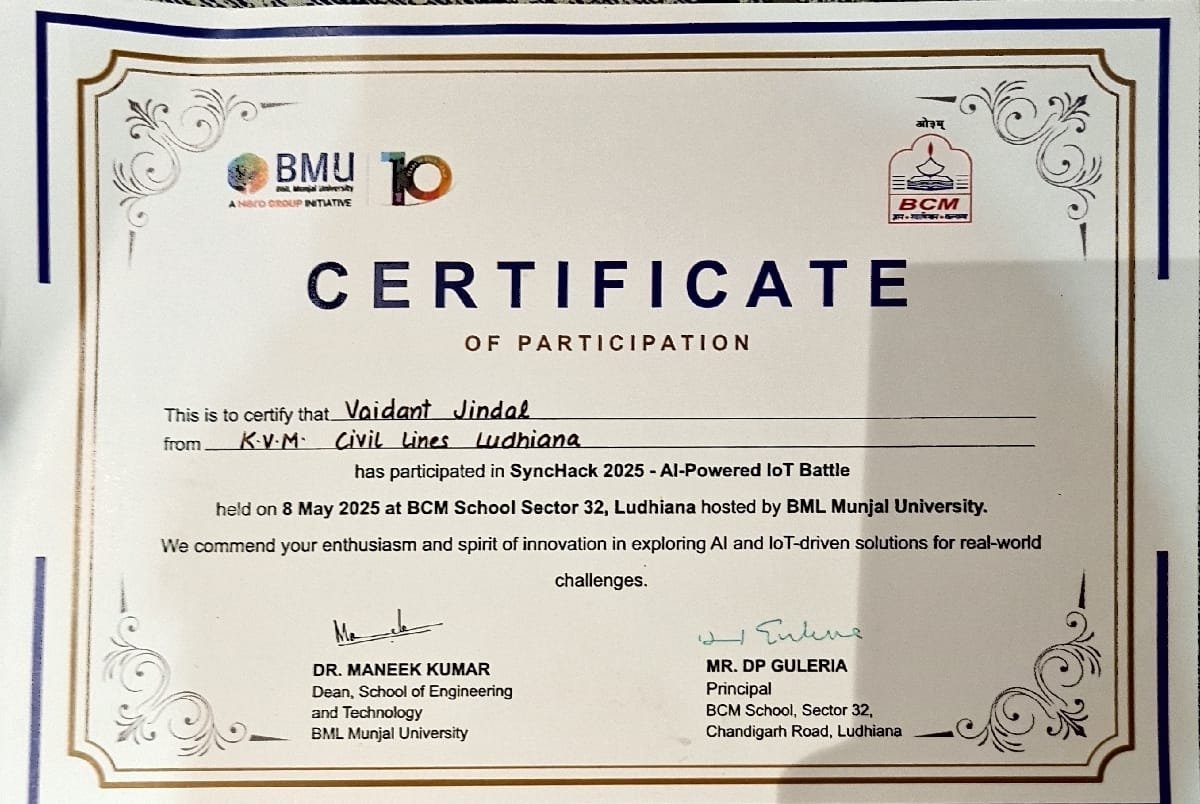 BMU
BML Munjal University
A Hero GROUP INITIATIVE
10
ओ३म्
BCM
CERTIFICATE
OF PARTICIPATION
This is to certify that Vaidant Jindal
from K.V.M. Civil Lines Ludhiana
has participated in SyncHack 2025 - AI-Powered IoT Battle
held on 8 May 2025 at BCM School Sector 32, Ludhiana hosted by BML Munjal University.
We commend your enthusiasm and spirit of innovation in exploring AI and IoT-driven solutions for real-world
challenges.
DR. MANEEK KUMAR
Dean, School of Engineering
and Technology
BML Munjal University
MR. DP GULERIA
Principal
BCM School, Sector 32,
Chandigarh Road, Ludhiana